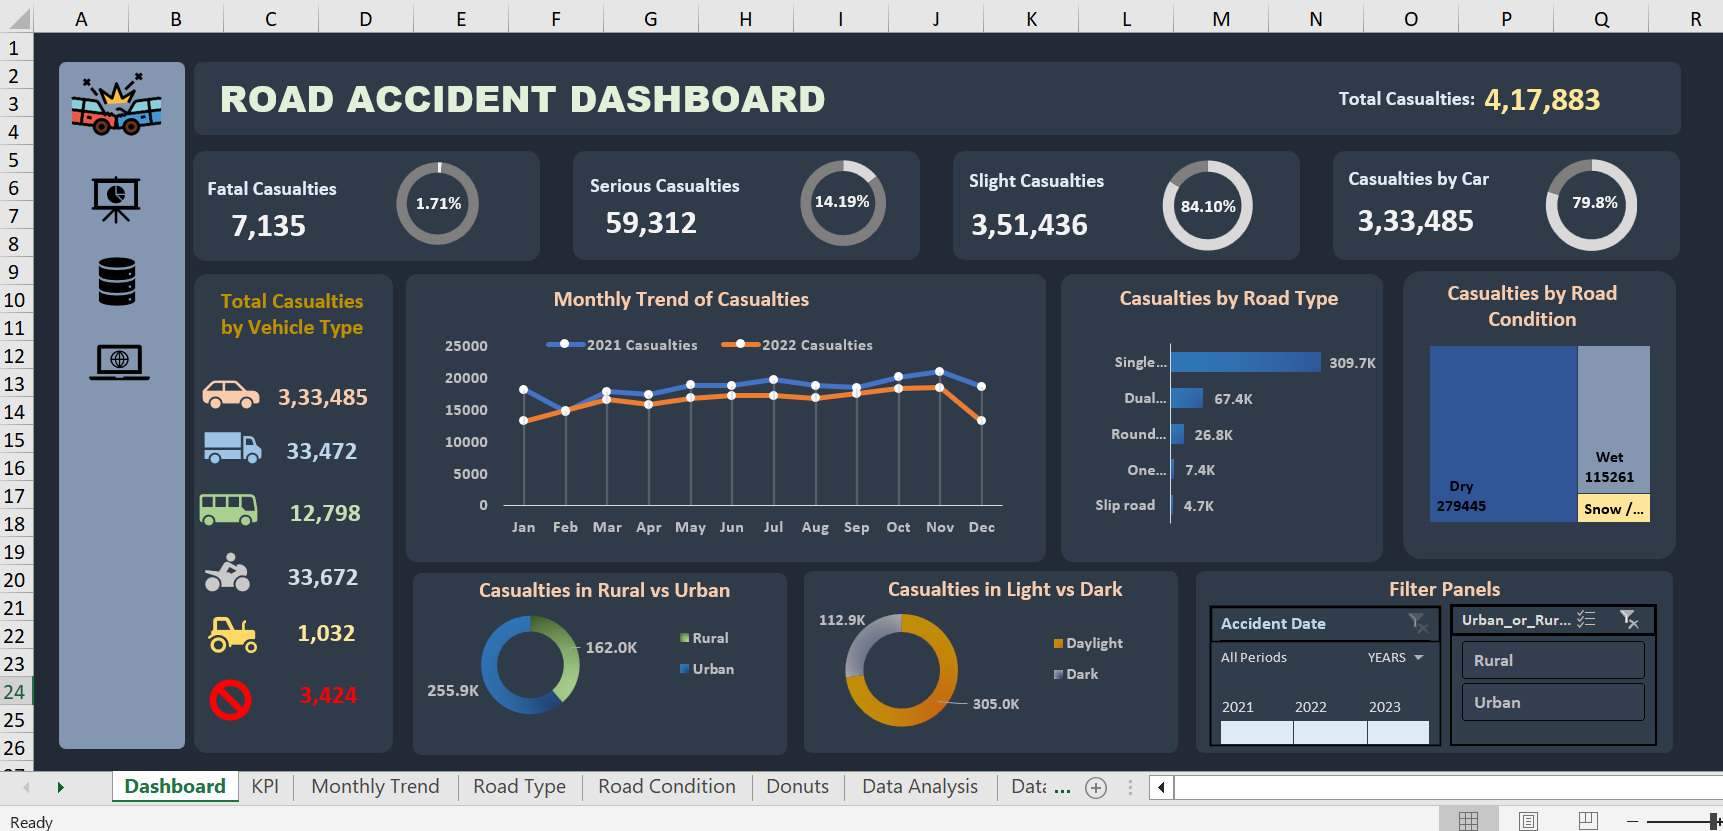 A B C D E F G H I J K L M N O P Q R
1
2
3
4
5
6
7
8
9
10
11
12
13
14
15
16
17
18
19
20
21
22
23
24
25
26
ROAD ACCIDENT DASHBOARD
Total Casualties: 4,17,883
Fatal Casualties
7,135
1.71%
Serious Casualties
59,312
14.19%
Slight Casualties
3,51,436
84.10%
Casualties by Car
3,33,485
79.8%
Total Casualties
by Vehicle Type
3,33,485
33,472
12,798
33,672
1,032
3,424
Monthly Trend of Casualties
2021 Casualties 2022 Casualties
25000
20000
15000
10000
5000
0
Jan Feb Mar Apr May Jun Jul Aug Sep Oct Nov Dec
Casualties by Road Type
Single... 309.7K
Dual... 67.4K
Round... 26.8K
One... 7.4K
Slip road 4.7K
Casualties by Road
Condition
Dry
279445
Wet
115261
Snow /...
Casualties in Rural vs Urban
162.0K
255.9K
Rural
Urban
Casualties in Light vs Dark
112.9K
305.0K
Daylight
Dark
Filter Panels
Accident Date
All Periods YEARS
2021 2022 2023
Urban_or_Rur...
Rural
Urban
Dashboard KPI Monthly Trend Road Type Road Condition Donuts Data Analysis Data ...
Ready